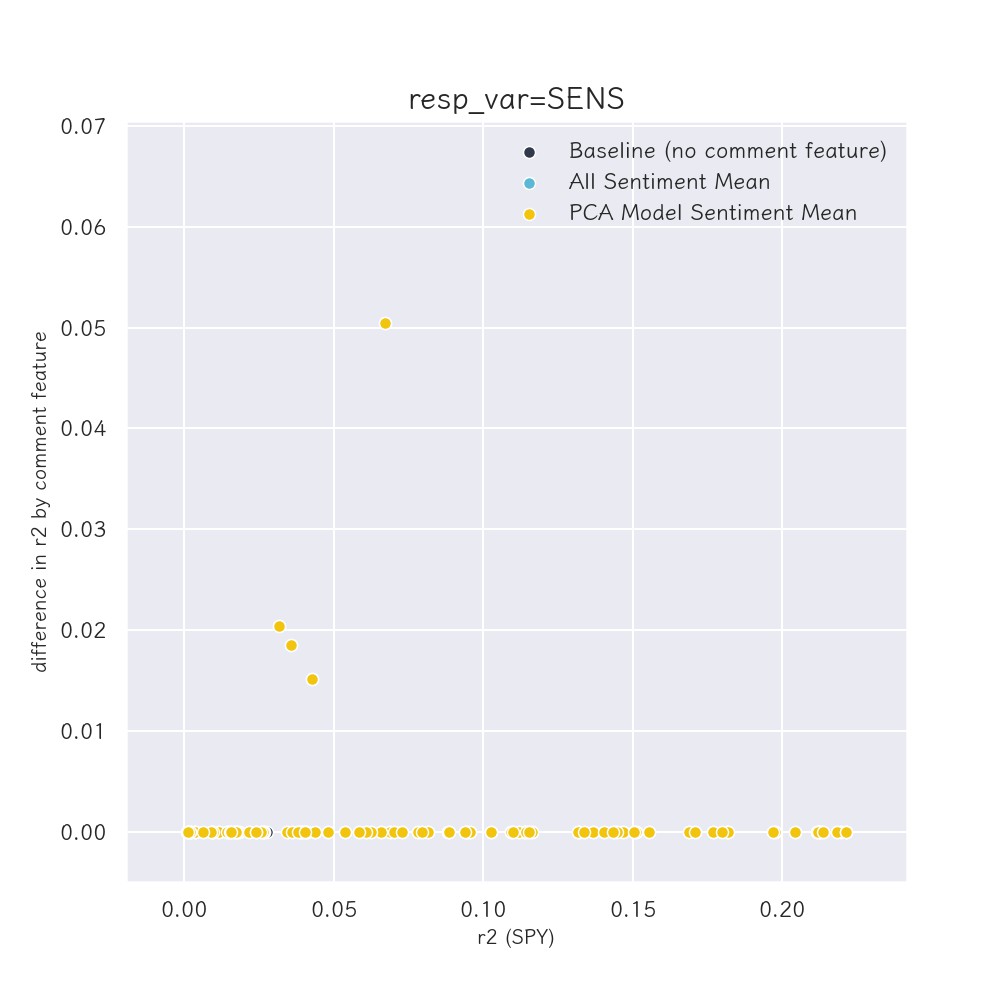 resp_var=SENS
Baseline (no comment feature)
All Sentiment Mean
PCA Model Sentiment Mean
difference in r2 by comment feature
0.07
0.06
0.05
0.04
0.03
0.02
0.01
0.00
0.00 0.05 0.10 0.15 0.20
r2 (SPY)